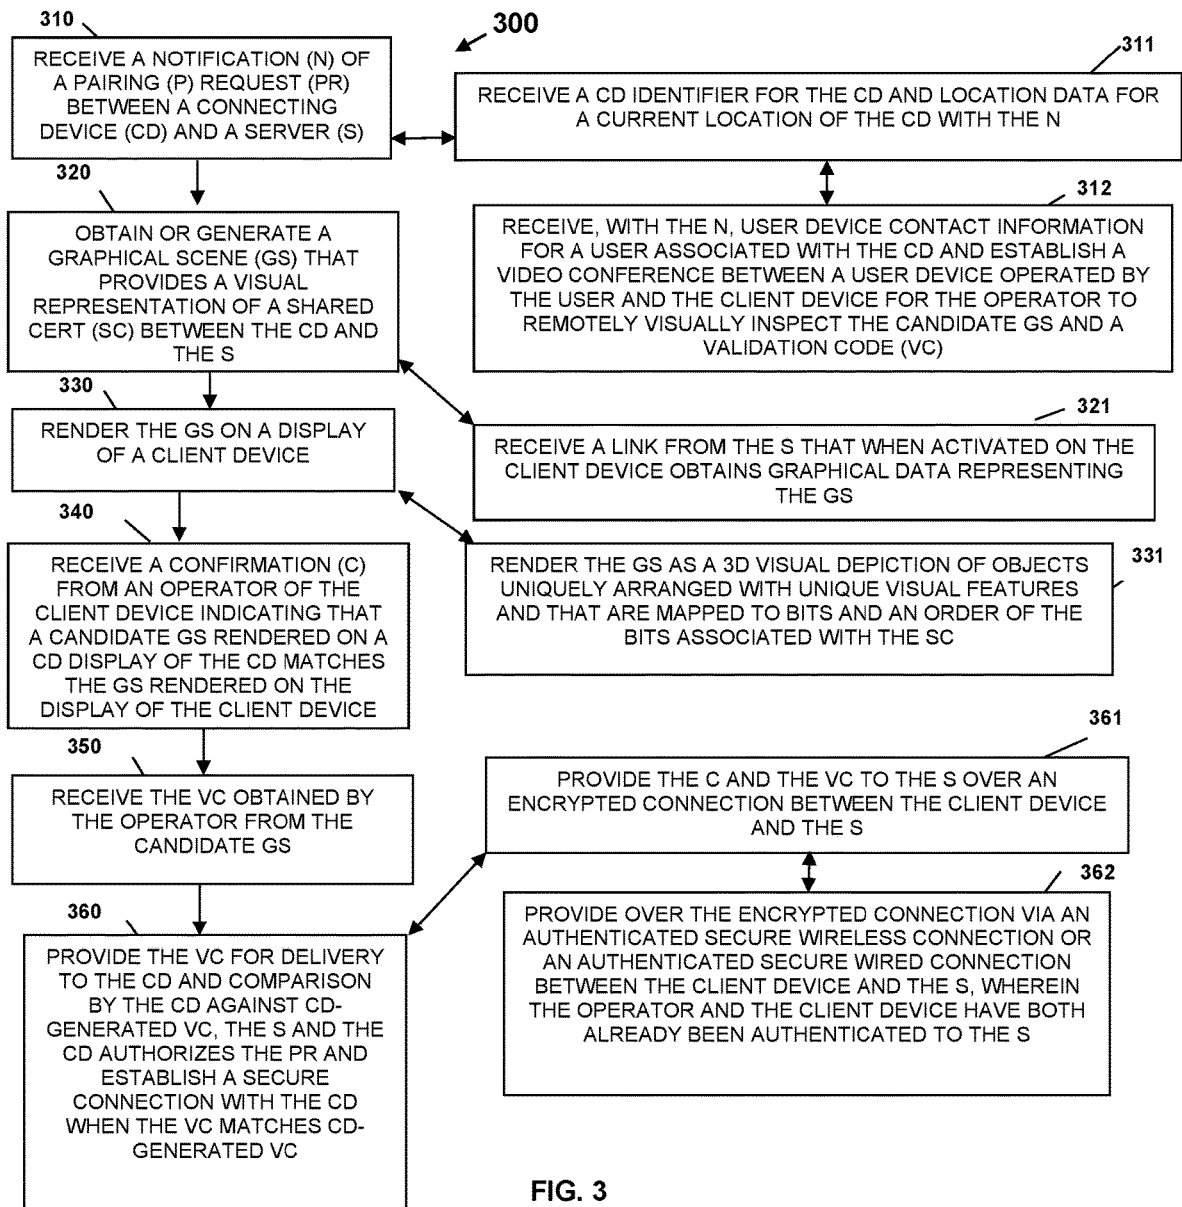 310
RECEIVE A NOTIFICATION (N) OF
A PAIRING (P) REQUEST (PR)
BETWEEN A CONNECTING
DEVICE (CD) AND A SERVER (S)
300
311
RECEIVE A CD IDENTIFIER FOR THE CD AND LOCATION DATA FOR
A CURRENT LOCATION OF THE CD WITH THE N
312
RECEIVE, WITH THE N, USER DEVICE CONTACT INFORMATION
FOR A USER ASSOCIATED WITH THE CD AND ESTABLISH A
VIDEO CONFERENCE BETWEEN A USER DEVICE OPERATED BY
THE USER AND THE CLIENT DEVICE FOR THE OPERATOR TO
REMOTELY VISUALLY INSPECT THE CANDIDATE GS AND A
VALIDATION CODE (VC)
320
OBTAIN OR GENERATE A
GRAPHICAL SCENE (GS) THAT
PROVIDES A VISUAL
REPRESENTATION OF A SHARED
CERT (SC) BETWEEN THE CD AND
THE S
321
RECEIVE A LINK FROM THE S THAT WHEN ACTIVATED ON THE
CLIENT DEVICE OBTAINS GRAPHICAL DATA REPRESENTING
THE GS
330
RENDER THE GS ON A DISPLAY
OF A CLIENT DEVICE
331
RENDER THE GS AS A 3D VISUAL DEPICTION OF OBJECTS
UNIQUELY ARRANGED WITH UNIQUE VISUAL FEATURES
AND THAT ARE MAPPED TO BITS AND AN ORDER OF THE
BITS ASSOCIATED WITH THE SC
340
RECEIVE A CONFIRMATION (C)
FROM AN OPERATOR OF THE
CLIENT DEVICE INDICATING THAT
A CANDIDATE GS RENDERED ON A
CD DISPLAY OF THE CD MATCHES
THE GS RENDERED ON THE
DISPLAY OF THE CLIENT DEVICE
350
RECEIVE THE VC OBTAINED BY
THE OPERATOR FROM THE
CANDIDATE GS
360
PROVIDE THE VC FOR DELIVERY
TO THE CD AND COMPARISON
BY THE CD AGAINST CD-
GENERATED VC, THE S AND THE
CD AUTHORIZES THE PR AND
ESTABLISH A SECURE
CONNECTION WITH THE CD
WHEN THE VC MATCHES CD-
GENERATED VC
361
PROVIDE THE C AND THE VC TO THE S OVER AN
ENCRYPTED CONNECTION BETWEEN THE CLIENT DEVICE
AND THE S
362
PROVIDE OVER THE ENCRYPTED CONNECTION VIA AN
AUTHENTICATED SECURE WIRELESS CONNECTION OR
AN AUTHENTICATED SECURE WIRED CONNECTION
BETWEEN THE CLIENT DEVICE AND THE S, WHEREIN
THE OPERATOR AND THE CLIENT DEVICE HAVE BOTH
ALREADY BEEN AUTHENTICATED TO THE S
FIG. 3